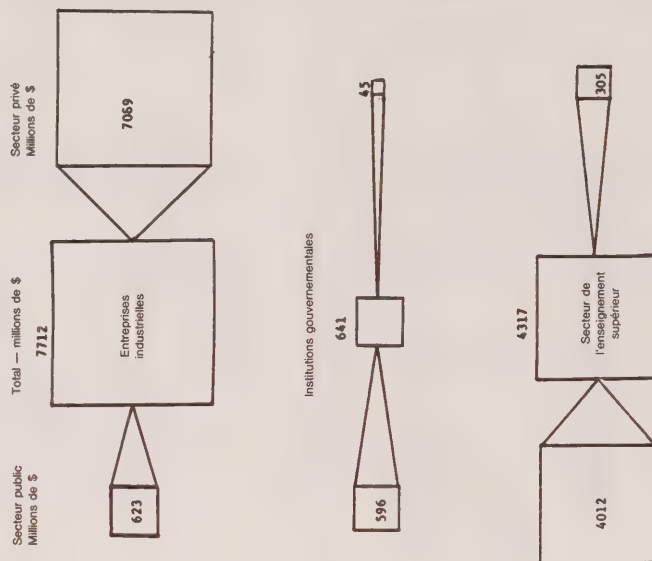 Secteur public
Millions de $
Total — millions de $
Secteur privé
Millions de $
623
7712
Entreprises
industrielles
7069
Institutions gouvernementales
596
641
45
4012
4317
Secteur de
l'enseignement
supérieur
305